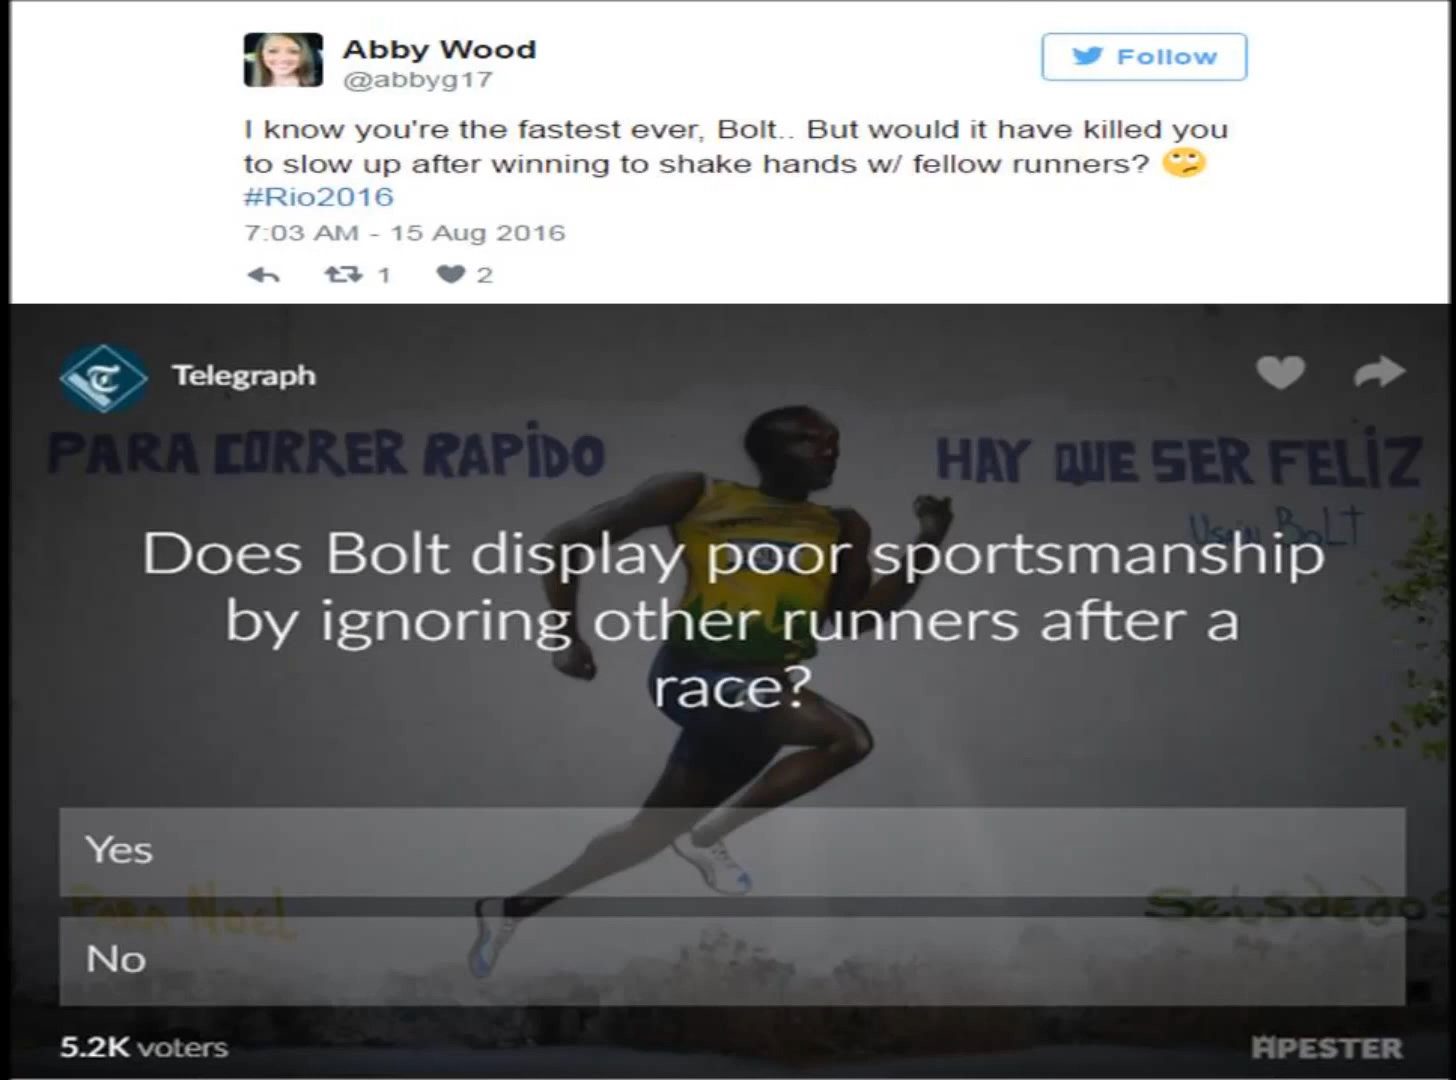 Abby Wood
@abbyg17
Follow
I know you're the fastest ever, Bolt.. But would it have killed you
to slow up after winning to shake hands w/ fellow runners? 🙄
#Rio2016
7:03 AM - 15 Aug 2016
1 2
Telegraph
PARA CORRER RAPiDO HAY QUE SER FELiZ
Usain BoLT
Does Bolt display poor sportsmanship
by ignoring other runners after a
race?
Yes
PARA NoEL SEiSdEdOS
No
5.2K voters
APESTER